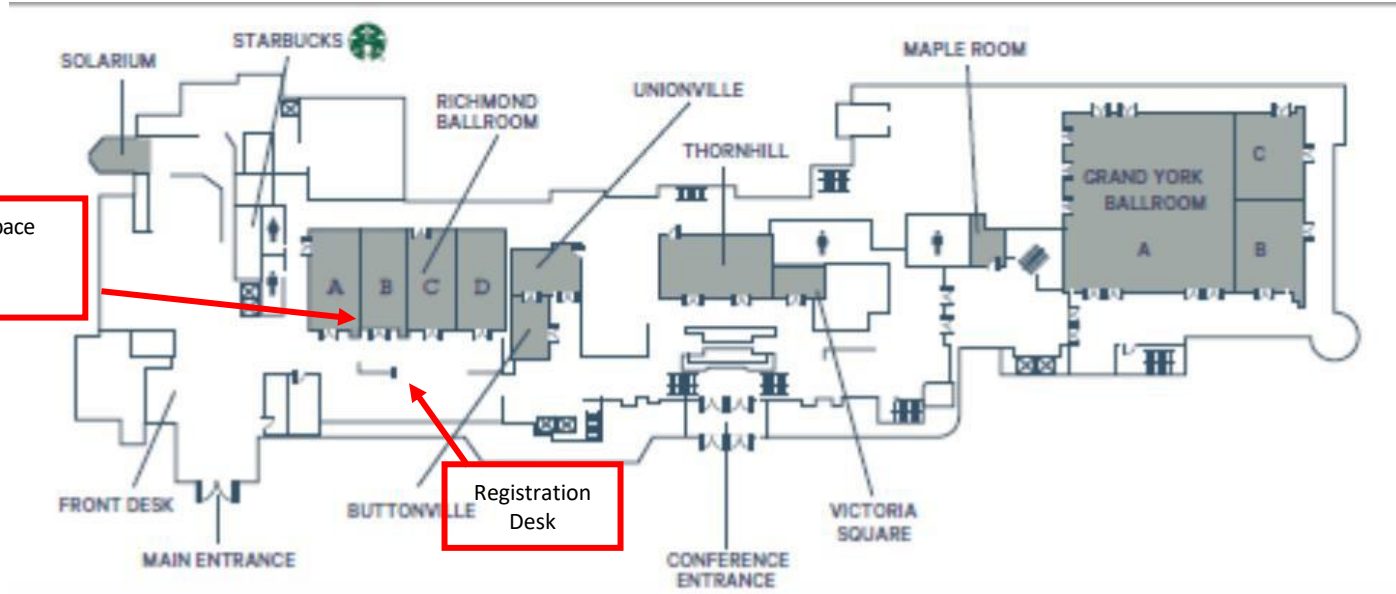 STARBUCKS
SOLARIUM
MAPLE ROOM
UNIONVILLE
RICHMOND
BALLROOM
THORNHILL
C
GRAND YORK
BALLROOM
A
B
A
B
C
D
Registration
Desk
FRONT DESK
BUTTONVILLE
VICTORIA
SQUARE
MAIN ENTRANCE
CONFERENCE
ENTRANCE